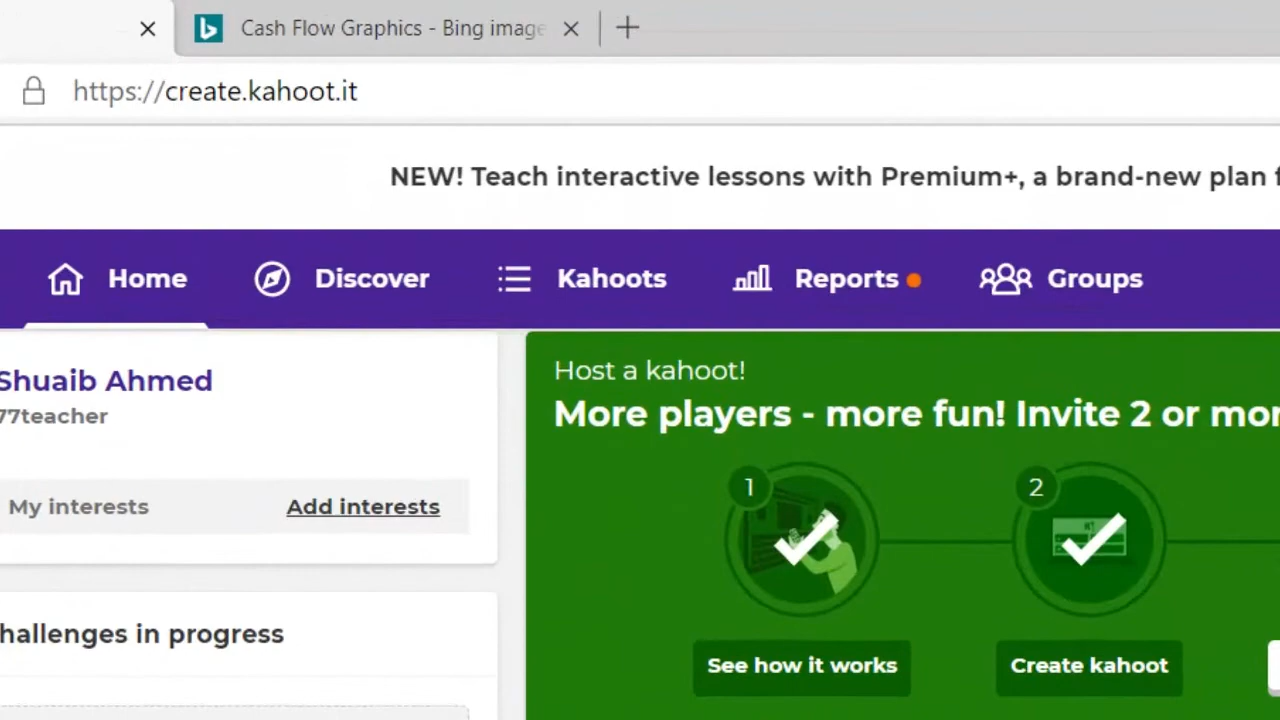 Cash Flow Graphics - Bing image
https://create.kahoot.it
NEW! Teach interactive lessons with Premium+, a brand-new plan f
Home Discover Kahoots Reports Groups
Shuaib Ahmed
77teacher
My interests Add interests
hallenges in progress
Host a kahoot!
More players - more fun! Invite 2 or mor
1 2
See how it works Create kahoot